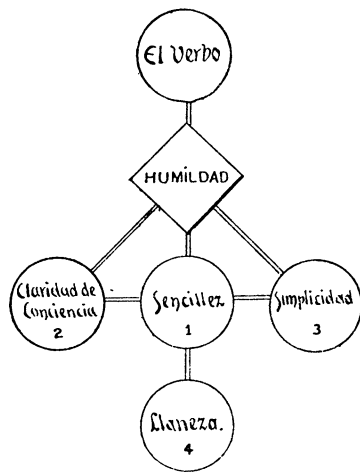 El Verbo
HUMILDAD
Claridad de
Conciencia
2
Sencillez
1
Simplicidad
3
Llaneza.
4